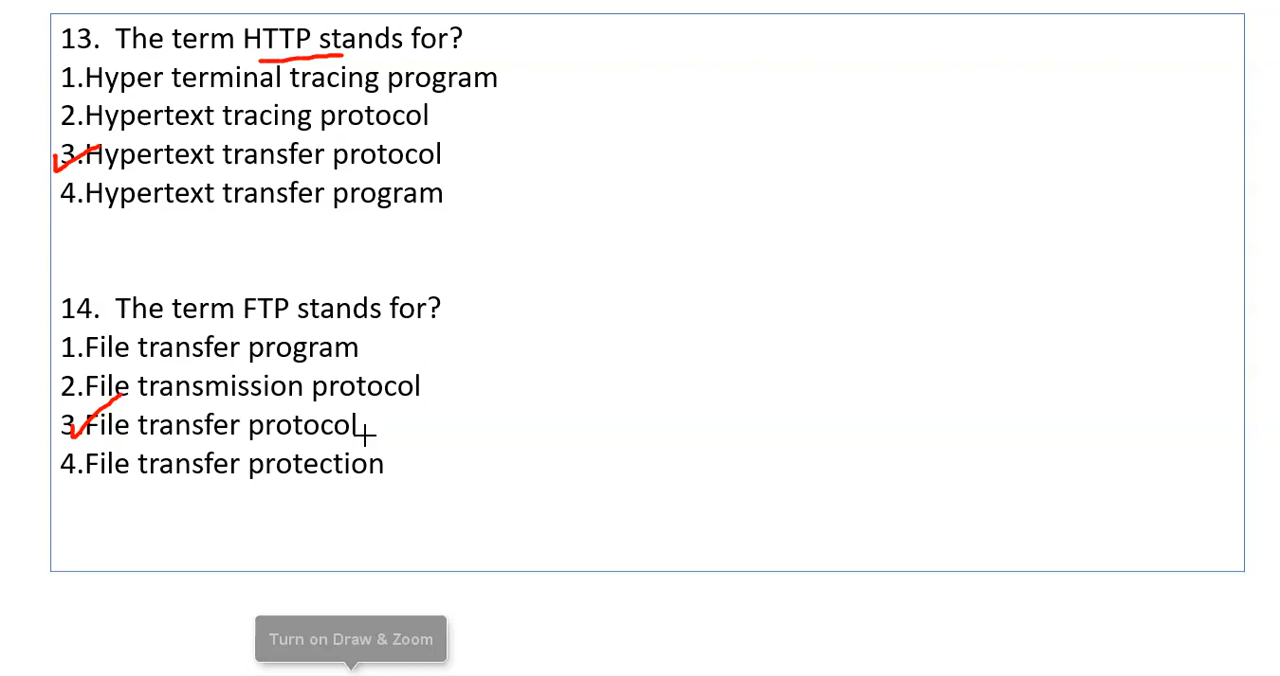 13.  The term HTTP stands for?
1.Hyper terminal tracing program
2.Hypertext tracing protocol
3.Hypertext transfer protocol
4.Hypertext transfer program
14.  The term FTP stands for?
1.File transfer program
2.File transmission protocol
3.File transfer protocol
4.File transfer protection
Turn on Draw & Zoom